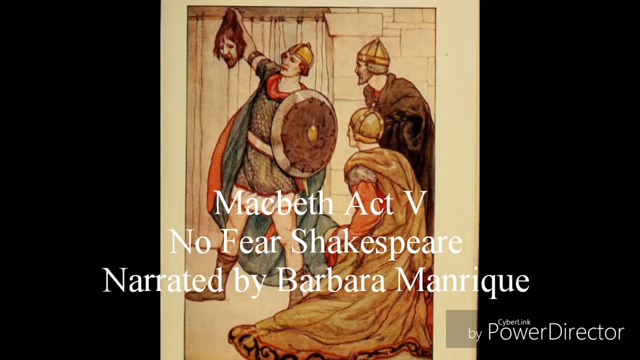 Macbeth Act V
No Fear Shakespeare
Narrated by Barbara Manrique
CyberLink
by PowerDirector